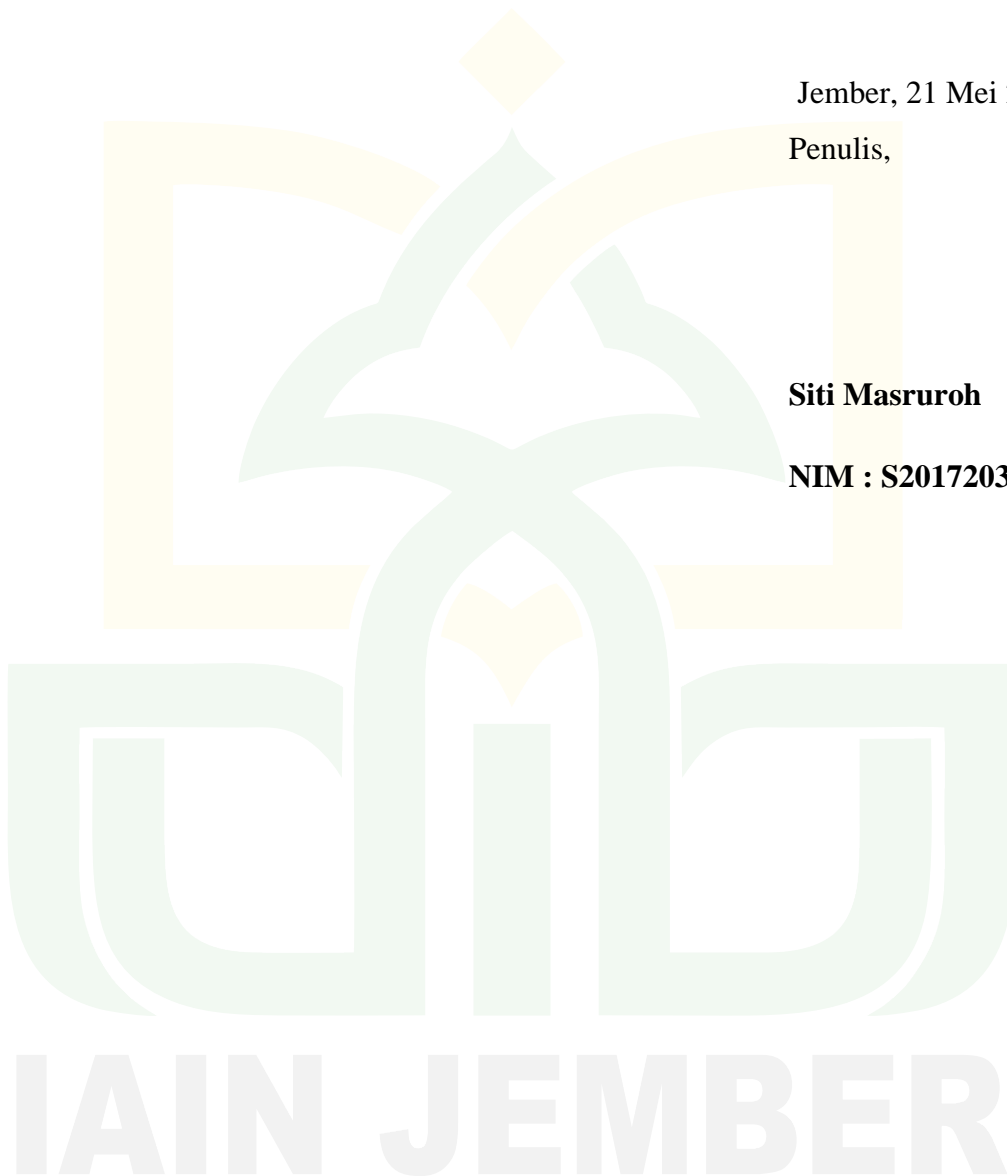 Jember, 21 Mei
Penulis,
Siti Masruroh
NIM : S2017203
IAIN JEMBER